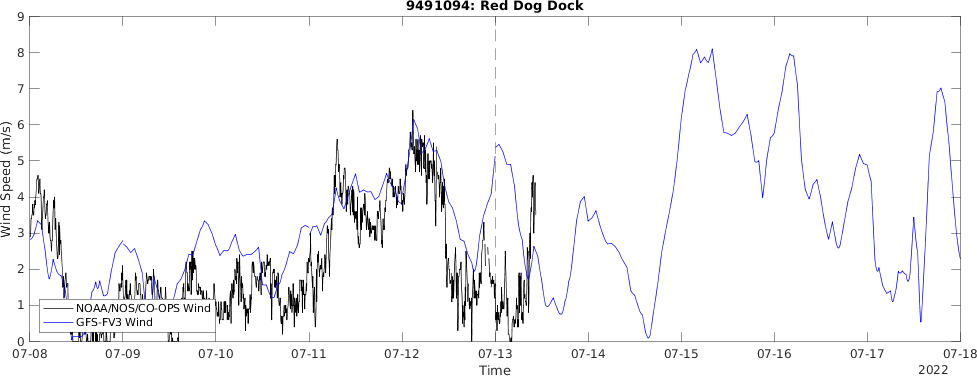 9491094: Red Dog Dock
Wind Speed (m/s)
9
8
7
6
5
4
3
2
1
0
NOAA/NOS/CO-OPS Wind
GFS-FV3 Wind
07-08 07-09 07-10 07-11 07-12 07-13 07-14 07-15 07-16 07-17 07-18
Time
2022